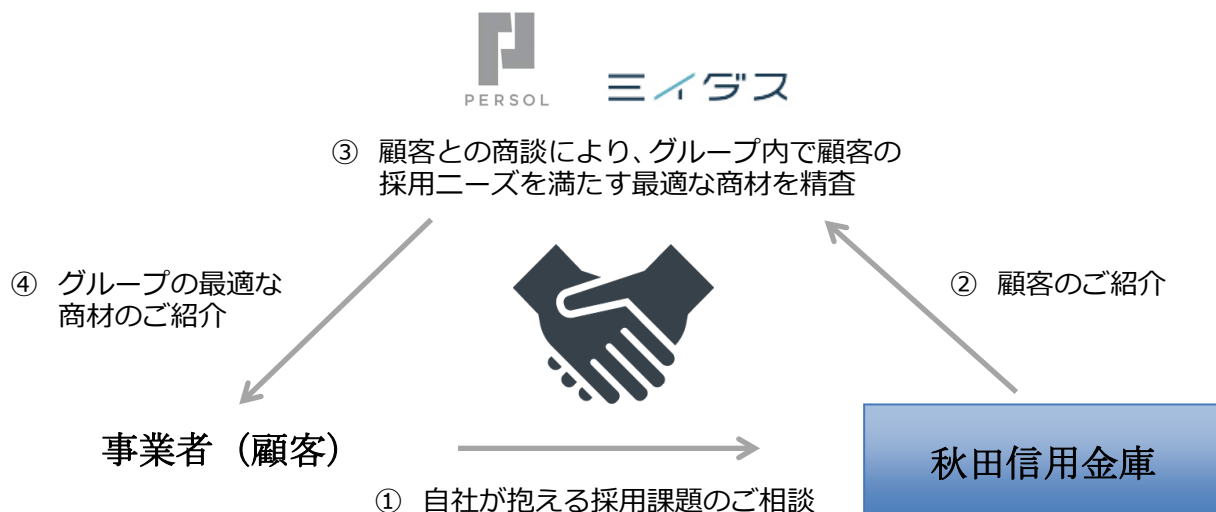 PERSOL
ミイダス
③ 顧客との商談により、グループ内で顧客の
採用ニーズを満たす最適な商材を精査
④ グループの最適な
商材のご紹介
② 顧客のご紹介
事業者（顧客）
秋田信用金庫
① 自社が抱える採用課題のご相談